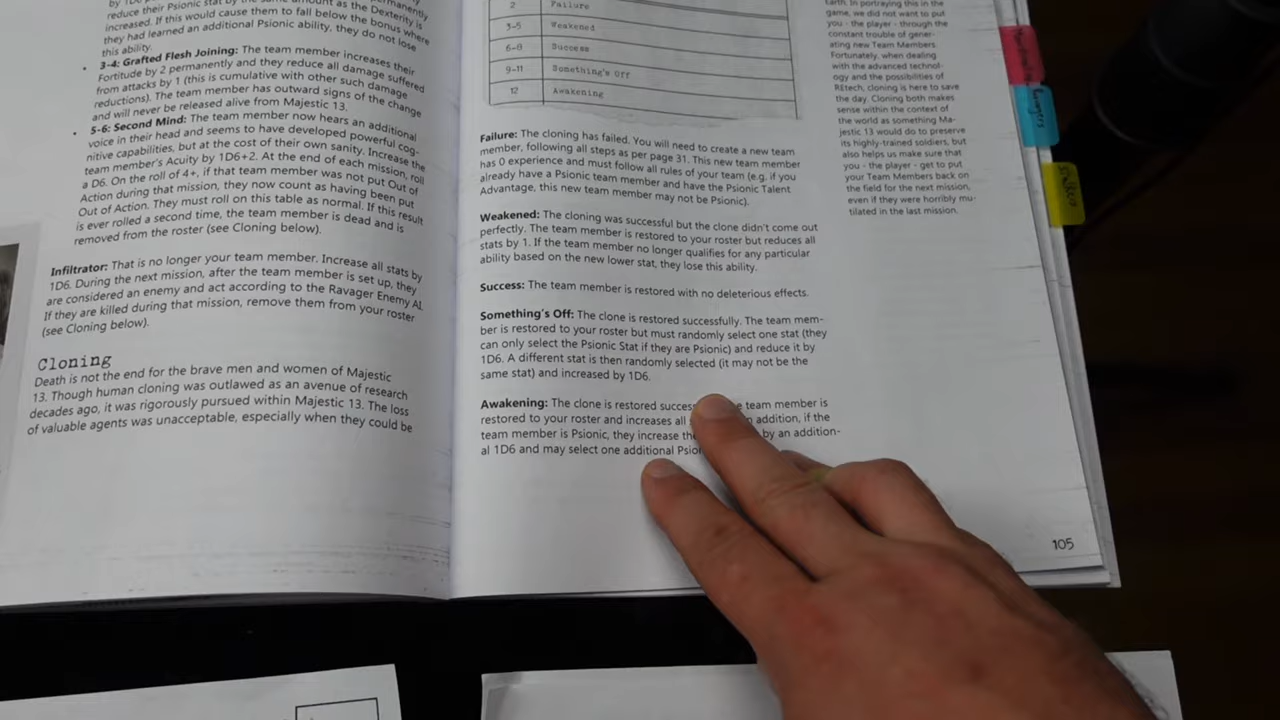 reduce their Psionic stat by the same amount as the Dexterity is
increased. If this would cause them to fall below the bonus where
they had learned an additional Psionic ability, they do not lose
this ability.
• 3-4: Grafted Flesh Joining: The team member increases their
Fortitude by 2 permanently and they reduce all damage suffered
from attacks by 1 (this is cumulative with other such damage
reductions). The team member has outward signs of the change
and will never be released alive from Majestic 13.
• 5-6: Second Mind: The team member now hears an additional
voice in their head and seems to have developed powerful cog-
nitive capabilities, but at the cost of their own sanity. Increase the
team member's Acuity by 1D6+2. At the end of each mission, roll
a D6. On the roll of 4+, if that team member was not put Out of
Action during that mission, they now count as having been put
Out of Action. They must roll on this table as normal. If this result
is ever rolled a second time, the team member is dead and is
removed from the roster (see Cloning below).
Infiltrator: That is no longer your team member. Increase all stats by
1D6. During the next mission, after the team member is set up, they
are considered an enemy and act according to the Ravager Enemy AI.
If they are killed during that mission, remove them from your roster
(see Cloning below).
Cloning
Death is not the end for the brave men and women of Majestic
13. Though human cloning was outlawed as an avenue of research
decades ago, it was rigorously pursued within Majestic 13. The loss
of valuable agents was unacceptable, especially when they could be
2 Failure
3-5 Weakened
6-8 Success
9-11 Something's Off
12 Awakening
Failure: The cloning has failed. You will need to create a new team
member, following all steps as per page 31. This new team member
has 0 experience and must follow all rules of your team (e.g. if you
already have a Psionic team member and have the Psionic Talent
Advantage, this new team member may not be Psionic).
Weakened: The cloning was successful but the clone didn't come out
perfectly. The team member is restored to your roster but reduces all
stats by 1. If the team member no longer qualifies for any particular
ability based on the new lower stat, they lose this ability.
Success: The team member is restored with no deleterious effects.
Something's Off: The clone is restored successfully. The team mem-
ber is restored to your roster but must randomly select one stat (they
can only select the Psionic Stat if they are Psionic) and reduce it by
1D6. A different stat is then randomly selected (it may not be the
same stat) and increased by 1D6.
Awakening: The clone is restored team member is
restored to your roster and increases all addition, if the
team member is Psionic, they increase by an addition-
al 1D6 and may select one additional
Earth. In portraying this in the
game, we did not want to put
you - the player - through the
constant trouble of gener-
ating new Team Members.
Fortunately, when dealing
with the advanced technol-
ogy and the possibilities of
REtech, cloning is here to save
the day. Cloning both makes
sense within the context of
the world as something Ma-
jestic 13 would do to preserve
its highly-trained soldiers, but
also helps us make sure that
you - the player - get to put
your Team Members back on
the field for the next mission,
even if they were horribly mu-
tilated in the last mission.
105